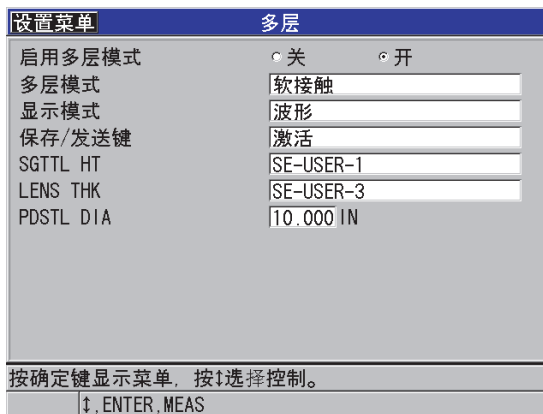 设置菜单 多层
启用多层模式 关 开
多层模式 软接触
显示模式 波形
保存/发送键 激活
SGTTL HT SE-USER-1
LENS THK SE-USER-3
PDSTL DIA 10.000 IN
按确定键显示菜单, 按↕选择控制。
↕,ENTER,MEAS